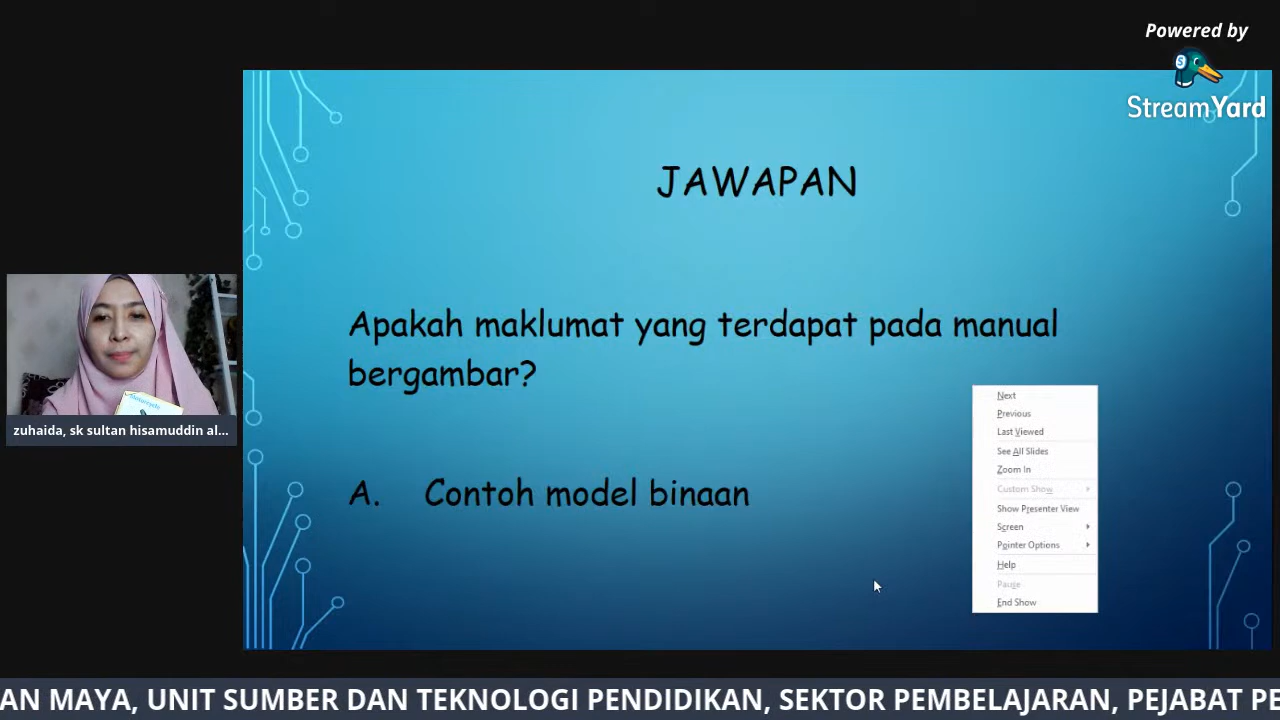 Powered by
StreamYard
JAWAPAN
Apakah maklumat yang terdapat pada manual
bergambar?
A. Contoh model binaan
Next
Previous
Last Viewed
See All Slides
Zoom In
Custom Show
Show Presenter View
Screen
Pointer Options
Help
Pause
End Show
zuhaida, sk sultan hisamuddin al...
AN MAYA, UNIT SUMBER DAN TEKNOLOGI PENDIDIKAN, SEKTOR PEMBELAJARAN, PEJABAT PE